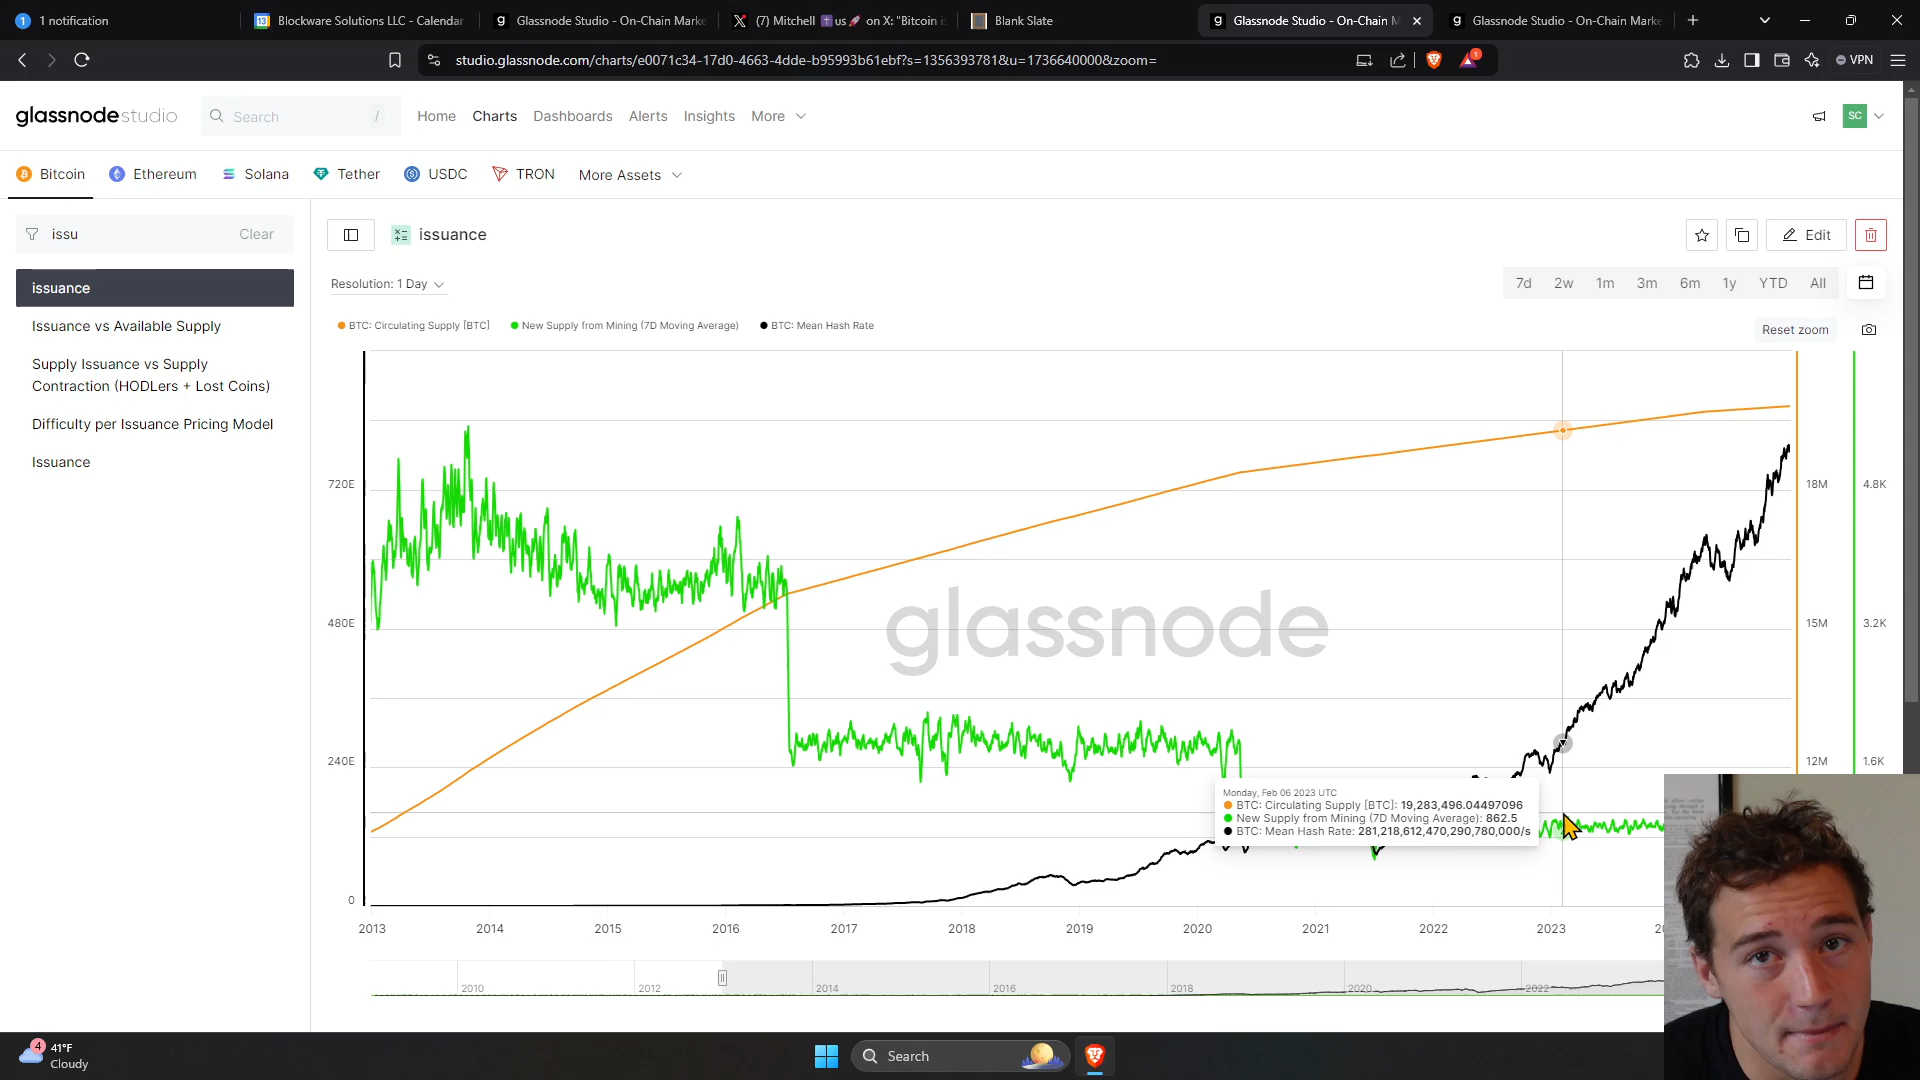 1 notification
Blockware Solutions LLC - Calendar
Glassnode Studio - On-Chain Marke
(7) Mitchell us on X: "Bitcoin is
Blank Slate
Glassnode Studio - On-Chain M
Glassnode Studio - On-Chain Marke
studio.glassnode.com/charts/e0071c34-17d0-4663-4dde-b95993b61ebf?s=1356393781&u=1736640000&zoom=
1
VPN
glassnodestudio
Search /
Home Charts Dashboards Alerts Insights More
SC
Bitcoin Ethereum Solana Tether USDC TRON More Assets
issu Clear
issuance
Issuance vs Available Supply
Supply Issuance vs Supply
Contraction (HODLers + Lost Coins)
Difficulty per Issuance Pricing Model
Issuance
issuance
Edit
Resolution: 1 Day
7d 2w 1m 3m 6m 1y YTD All
BTC: Circulating Supply [BTC] New Supply from Mining (7D Moving Average) BTC: Mean Hash Rate
Reset zoom
720E 18M 4.8K
480E 15M 3.2K
240E 12M 1.6K
0
glassnode
Monday, Feb 06 2023 UTC
BTC: Circulating Supply [BTC]: 19,283,496.04497096
New Supply from Mining (7D Moving Average): 862.5
BTC: Mean Hash Rate: 281,218,612,470,290,780,000/s
2013 2014 2015 2016 2017 2018 2019 2020 2021 2022 2023
2010 2012 2014 2016 2018 2020 2022
4
41°F
Cloudy
Search